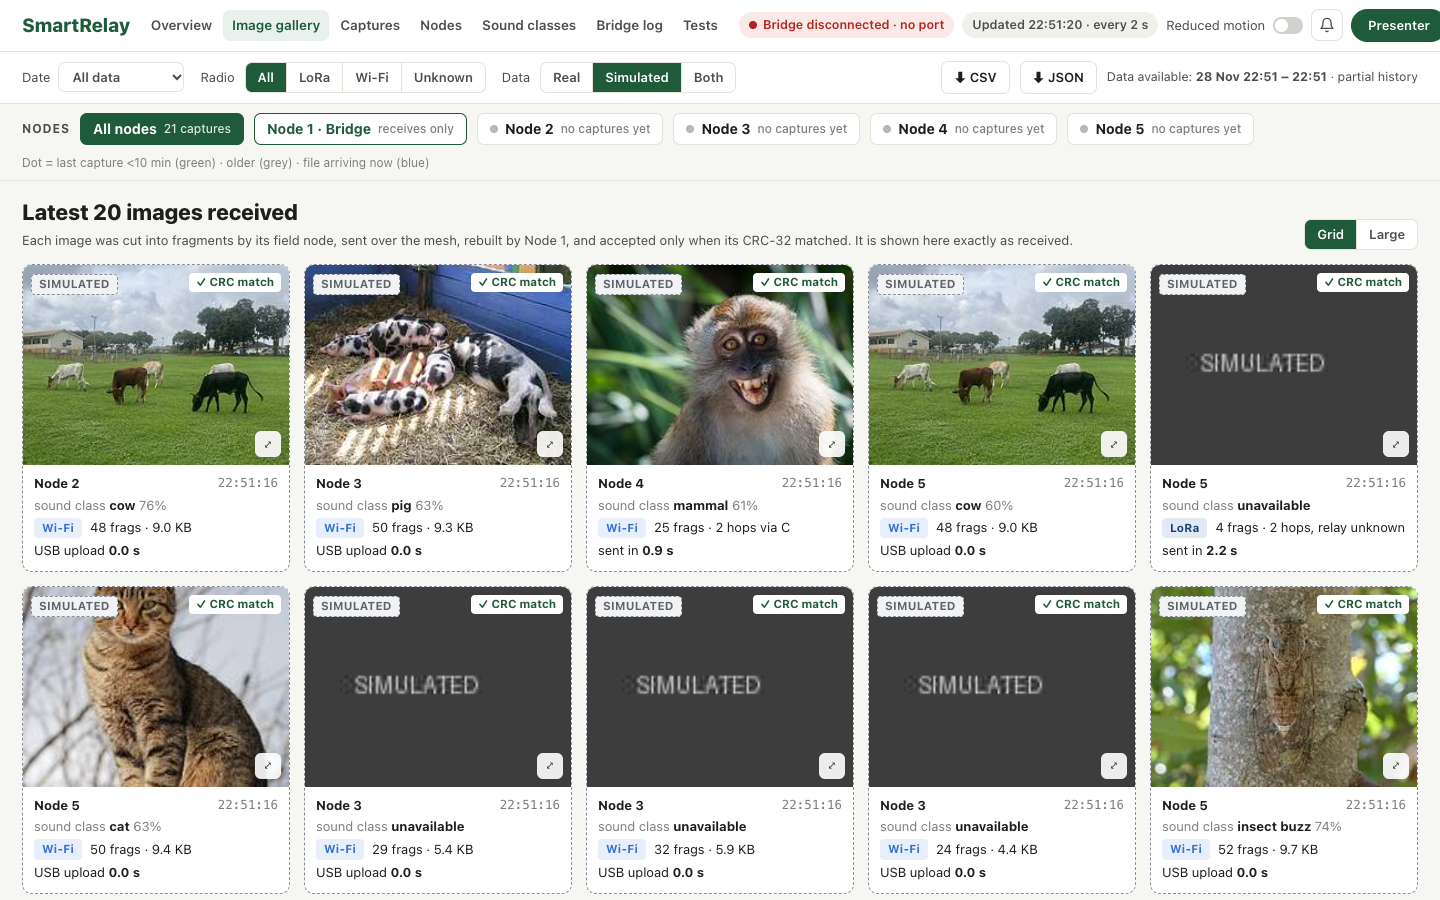 SmartRelay Overview Image gallery Captures Nodes Sound classes Bridge log Tests Bridge disconnected · no port Updated 22:51:20 · every 2 s Reduced motion Presenter
Date All data Radio All LoRa Wi-Fi Unknown Data Real Simulated Both CSV JSON Data available: 28 Nov 22:51 – 22:51 · partial history
NODES All nodes 21 captures Node 1 · Bridge receives only Node 2 no captures yet Node 3 no captures yet Node 4 no captures yet Node 5 no captures yet
Dot = last capture <10 min (green) · older (grey) · file arriving now (blue)
Latest 20 images received
Each image was cut into fragments by its field node, sent over the mesh, rebuilt by Node 1, and accepted only when its CRC-32 matched. It is shown here exactly as received.
Grid Large
SIMULATED ✓ CRC match
Node 2 22:51:16
sound class cow 76%
Wi-Fi 48 frags · 9.0 KB
USB upload 0.0 s
SIMULATED ✓ CRC match
Node 3 22:51:16
sound class pig 63%
Wi-Fi 50 frags · 9.3 KB
USB upload 0.0 s
SIMULATED ✓ CRC match
Node 4 22:51:16
sound class mammal 61%
Wi-Fi 25 frags · 2 hops via C
sent in 0.9 s
SIMULATED ✓ CRC match
Node 5 22:51:16
sound class cow 60%
Wi-Fi 48 frags · 9.0 KB
USB upload 0.0 s
SIMULATED ✓ CRC match
SIMULATED
Node 5 22:51:16
sound class unavailable
LoRa 4 frags · 2 hops, relay unknown
sent in 2.2 s
SIMULATED ✓ CRC match
Node 5 22:51:16
sound class cat 63%
Wi-Fi 50 frags · 9.4 KB
USB upload 0.0 s
SIMULATED ✓ CRC match
SIMULATED
Node 3 22:51:16
sound class unavailable
Wi-Fi 29 frags · 5.4 KB
USB upload 0.0 s
SIMULATED ✓ CRC match
SIMULATED
Node 3 22:51:16
sound class unavailable
Wi-Fi 32 frags · 5.9 KB
USB upload 0.0 s
SIMULATED ✓ CRC match
SIMULATED
Node 3 22:51:16
sound class unavailable
Wi-Fi 24 frags · 4.4 KB
USB upload 0.0 s
SIMULATED ✓ CRC match
Node 5 22:51:16
sound class insect buzz 74%
Wi-Fi 52 frags · 9.7 KB
USB upload 0.0 s